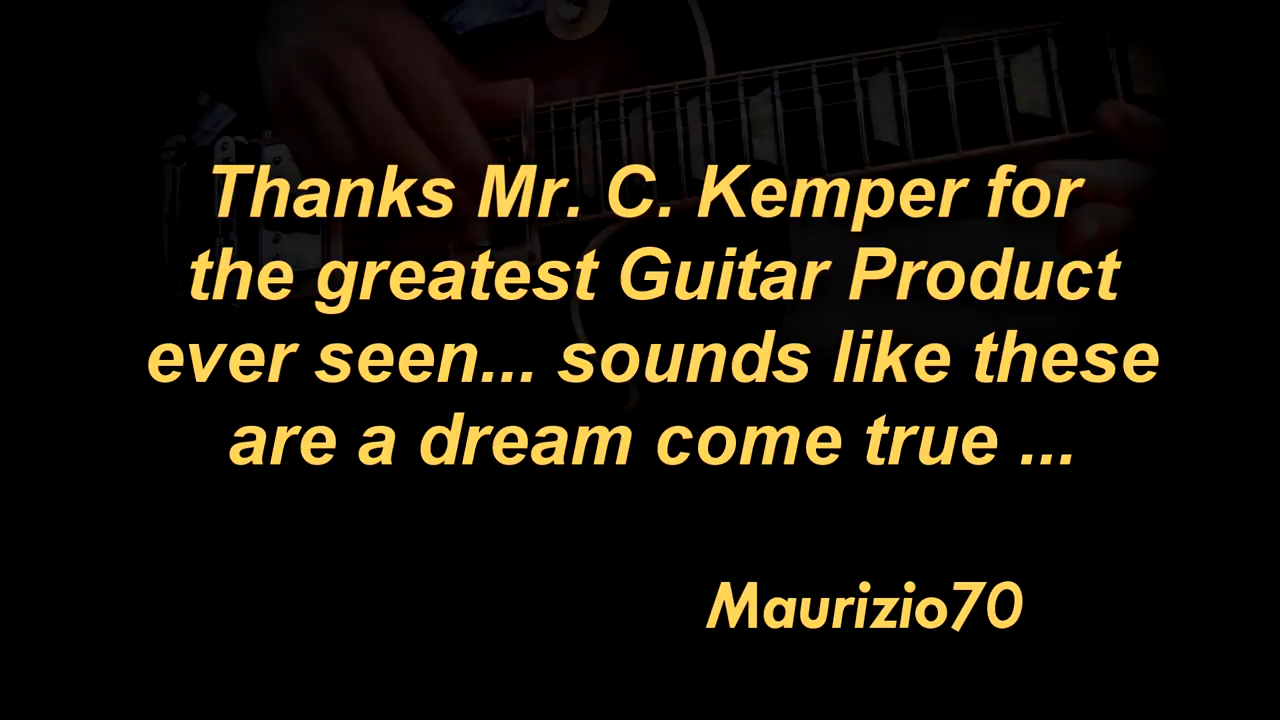 Thanks Mr. C. Kemper for
the greatest Guitar Product
ever seen... sounds like these
are a dream come true ...
Maurizio70